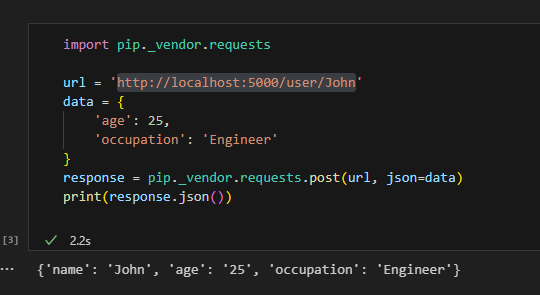 import pip._vendor.requests
url = 'http://localhost:5000/user/John'
data = {
'age': 25,
'occupation': 'Engineer'
}
response = pip._vendor.requests.post(url, json=data)
print(response.json())
[3] ✓ 2.2s
... {'name': 'John', 'age': '25', 'occupation': 'Engineer'}